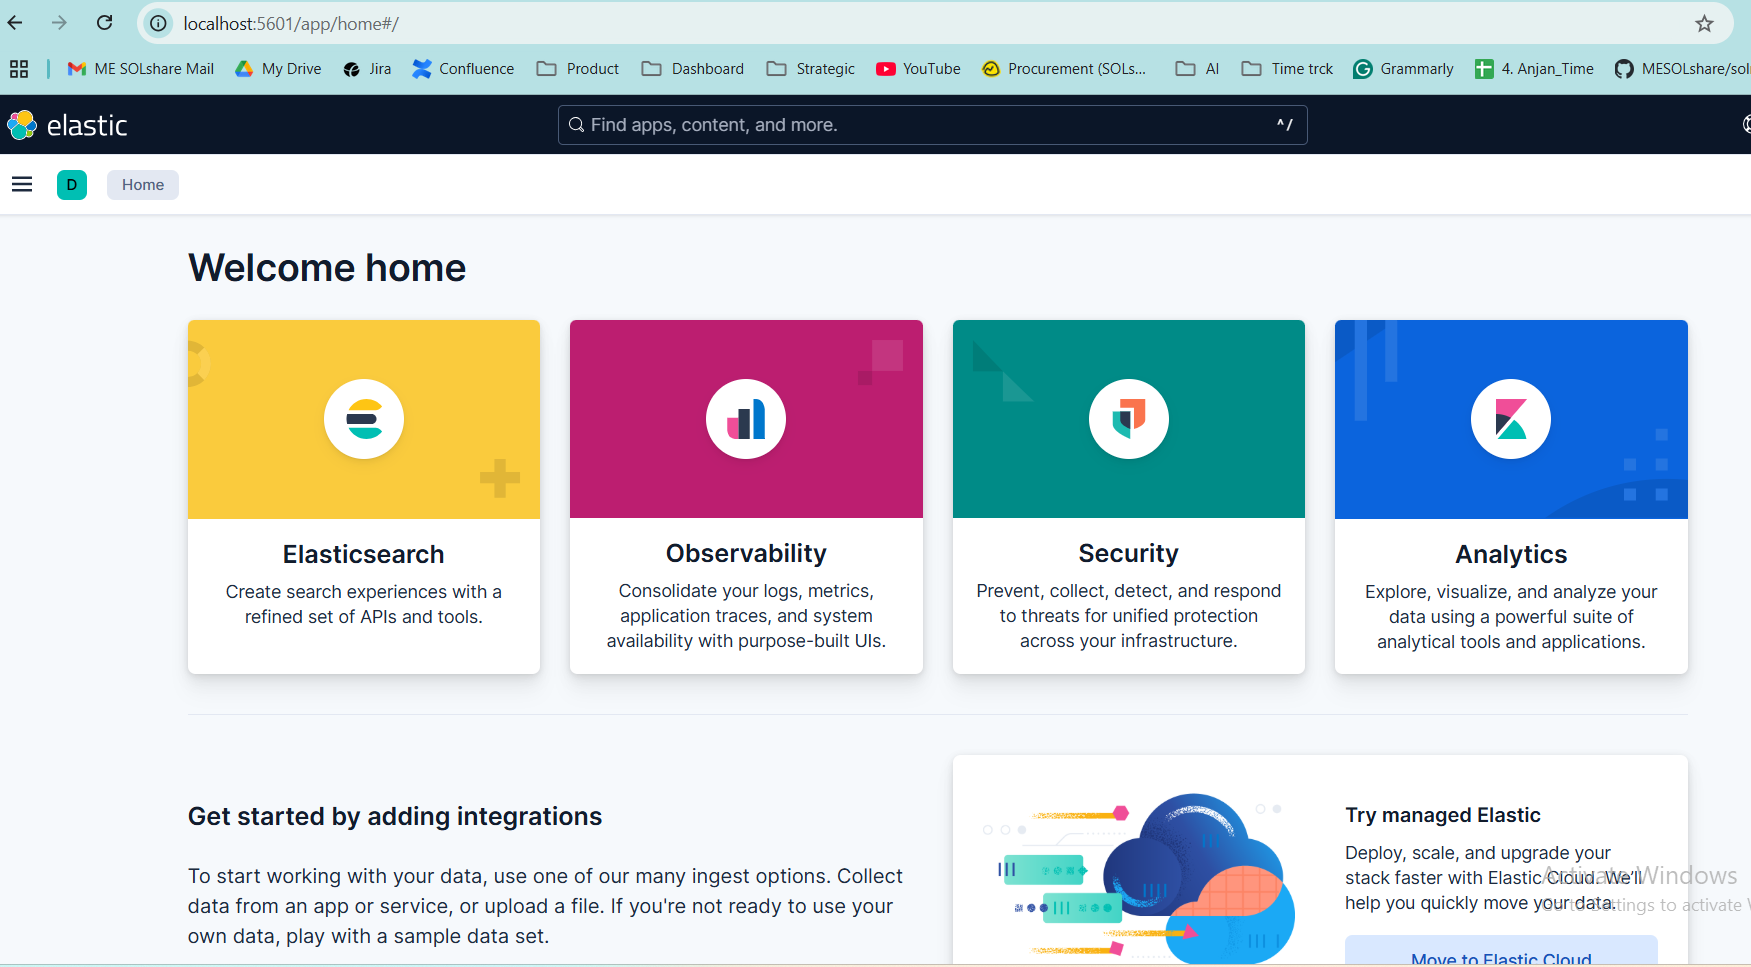 localhost:5601/app/home#/
ME SOLshare Mail My Drive Jira Confluence Product Dashboard Strategic YouTube Procurement (SOLs... AI Time trck Grammarly 4. Anjan_Time
elastic
Find apps, content, and more.
^ /
D
Home
Welcome home
Elasticsearch
Create search experiences with a
refined set of APIs and tools.
Observability
Consolidate your logs, metrics,
application traces, and system
availability with purpose-built UIs.
Security
Prevent, collect, detect, and respond
to threats for unified protection
across your infrastructure.
Analytics
Explore, visualize, and analyze your
data using a powerful suite of
analytical tools and applications.
Get started by adding integrations
To start working with your data, use one of our many ingest options. Collect
data from an app or service, or upload a file. If you're not ready to use your
own data, play with a sample data set.
Try managed Elastic
Deploy, scale, and upgrade your
stack faster with Elastic Cloud. We'll
help you quickly move your data.
Move to Elastic Cloud
Activate Windows
Go to Settings to activate